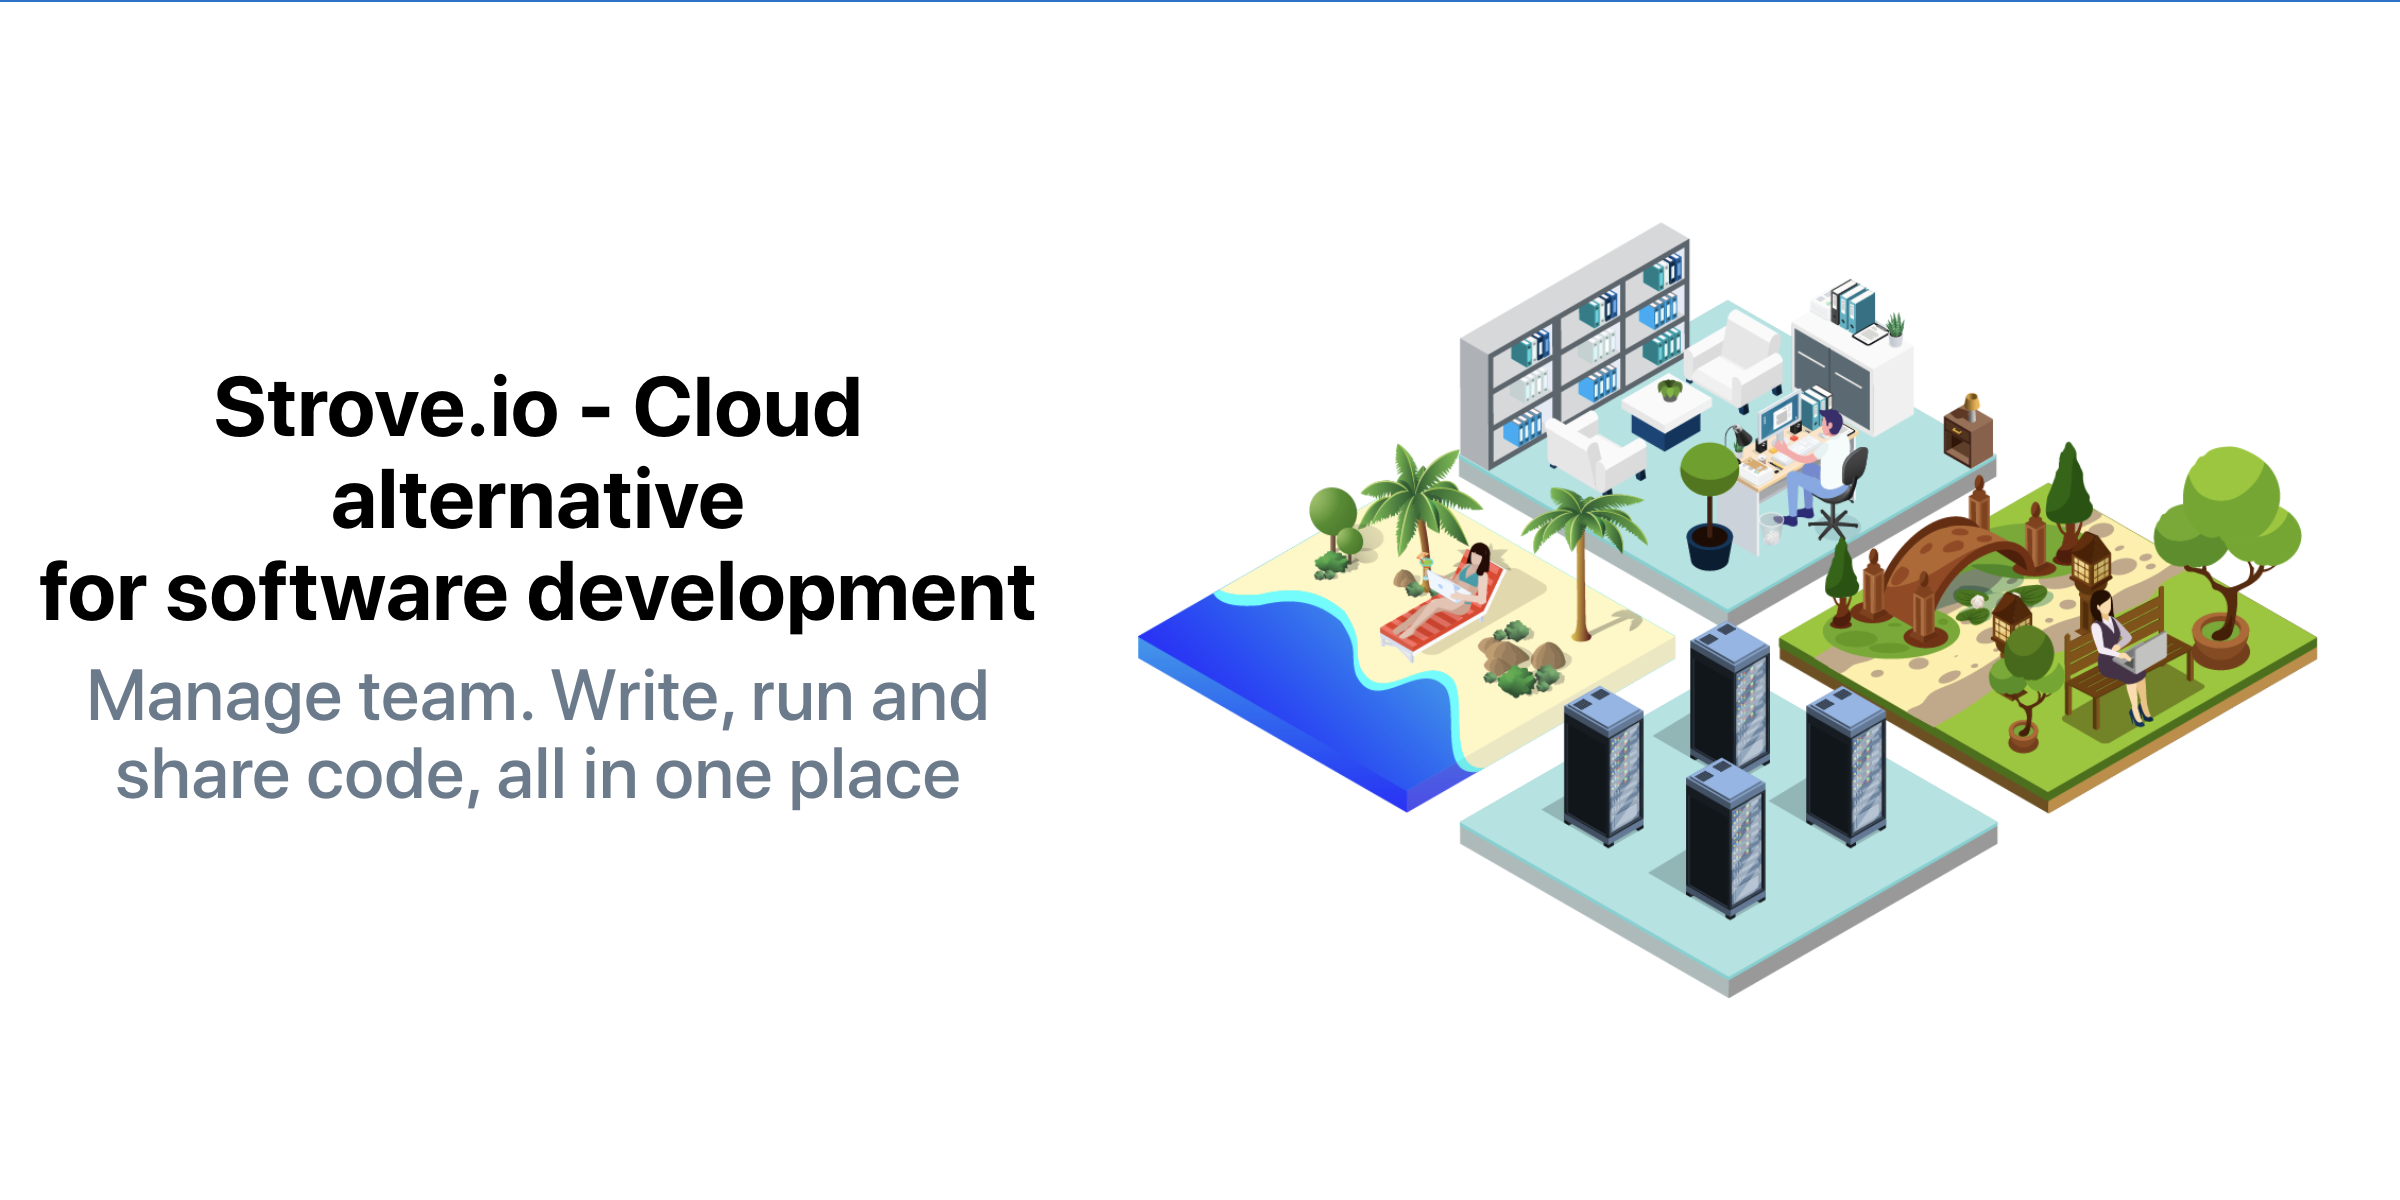 Strove.io - Cloud
alternative
for software development
Manage team. Write, run and
share code, all in one place